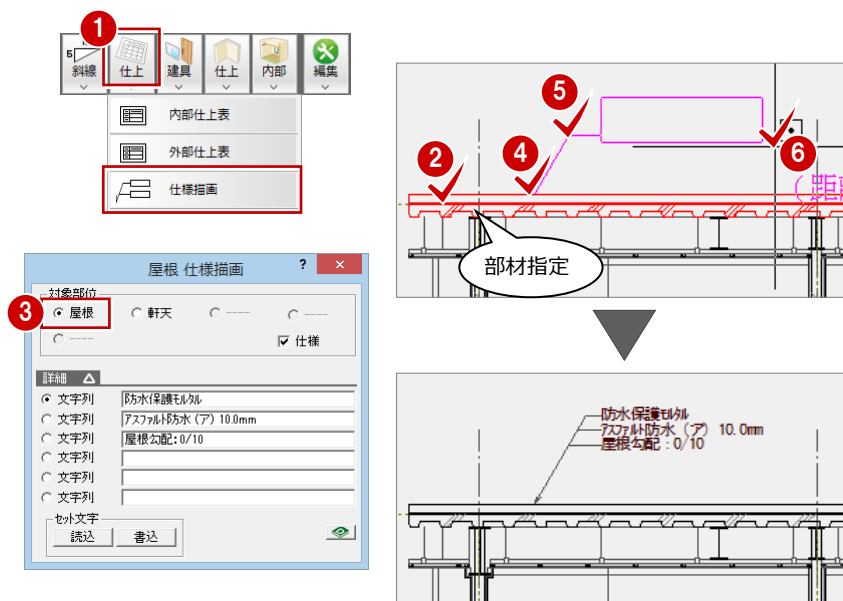 1
5
斜線 仕上 建具 仕上 内部 編集
内部仕上表
外部仕上表
仕様描画
屋根 仕様描画 ? ×
対象部位
3
屋根 軒天 ---- ----
---- 仕様
詳細
文字列 防水保護モルタル
文字列 アスファルト防水（ア）10.0mm
文字列 屋根勾配：0/10
文字列
文字列
文字列
セット文字
読込 書込
5
2 4 6
（距
部材指定
防水保護モルタル
アスファルト防水（ア） 10.0mm
屋根勾配：0/10